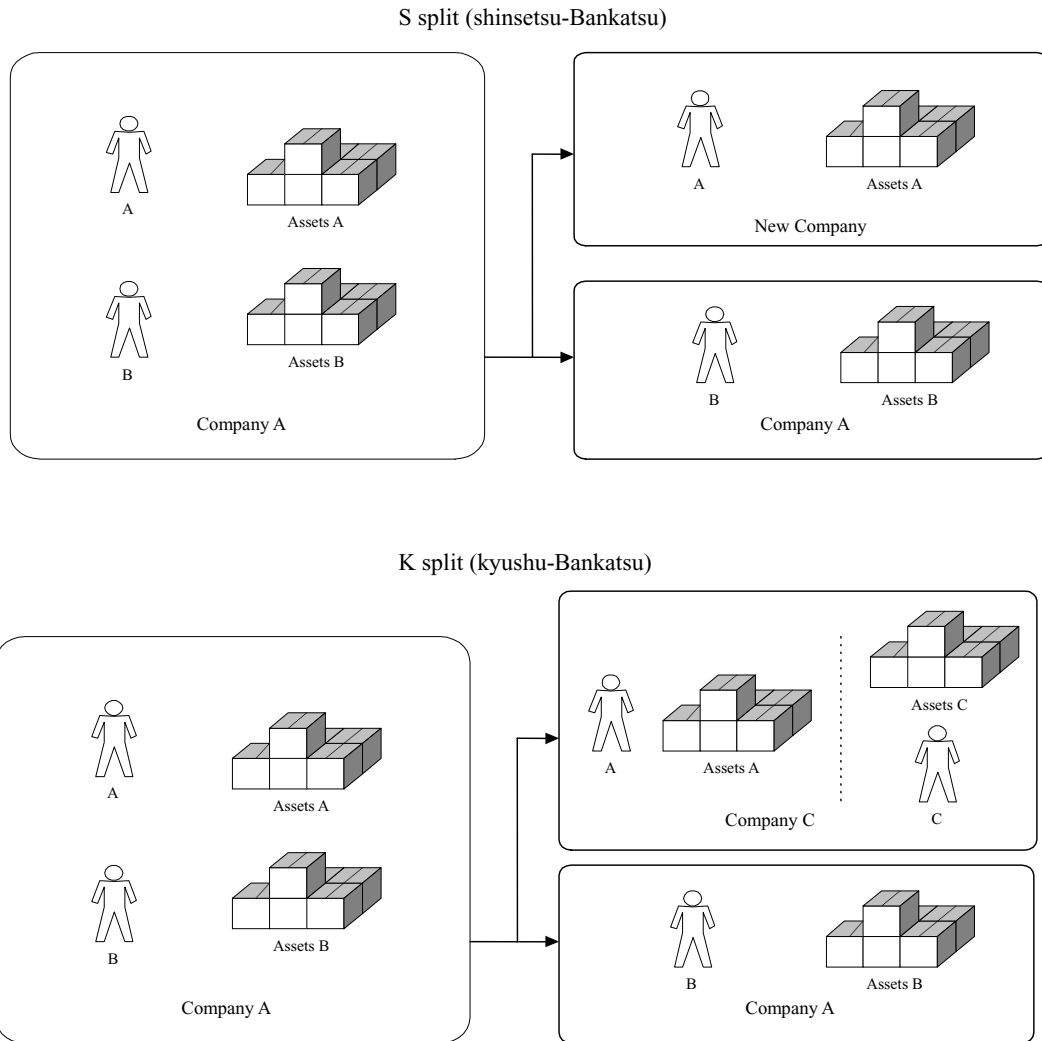 S split (shinsetsu-Bankatsu)
A
Assets A
B
Assets B
Company A
A
Assets A
New Company
B
Assets B
Company A
K split (kyushu-Bankatsu)
A
Assets A
B
Assets B
Company A
A
Assets A
Assets C
C
Company C
B
Assets B
Company A